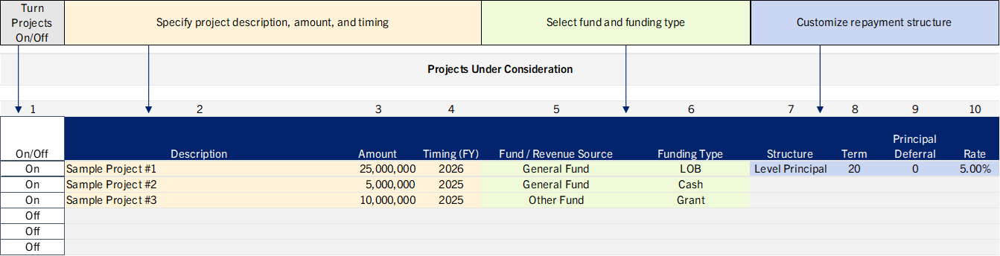 Turn
Projects
On/Off
Specify project description, amount, and timing
Select fund and funding type
Customize repayment structure
Projects Under Consideration
1 2 3 4 5 6 7 8 9 10
On/Off Description Amount Timing (FY) Fund / Revenue Source Funding Type Structure Term Principal Deferral Rate
On Sample Project #1 25,000,000 2026 General Fund LOB Level Principal 20 0 5.00%
On Sample Project #2 5,000,000 2025 General Fund Cash
On Sample Project #3 10,000,000 2025 Other Fund Grant
Off
Off
Off